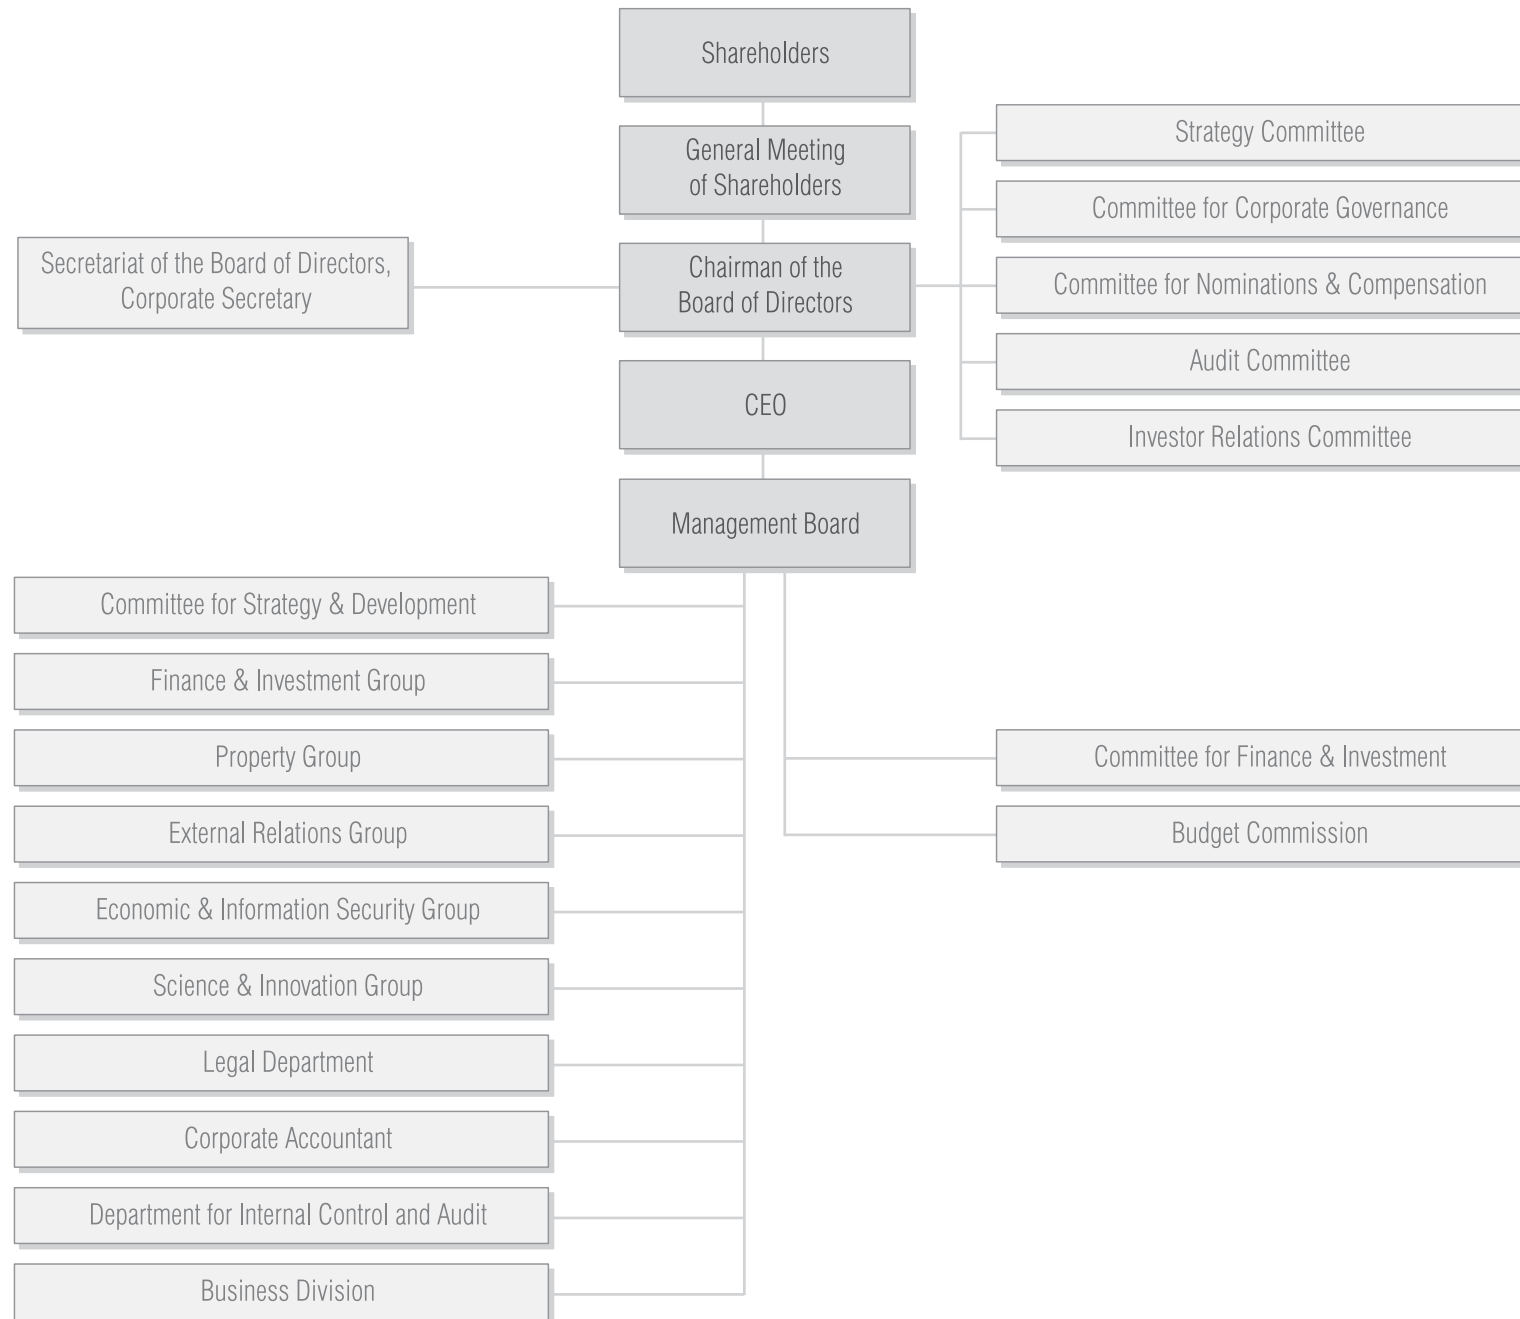 Shareholders
General Meeting
of Shareholders
Strategy Committee
Committee for Corporate Governance
Secretariat of the Board of Directors,
Corporate Secretary
Chairman of the
Board of Directors
Committee for Nominations & Compensation
Audit Committee
CEO
Investor Relations Committee
Management Board
Committee for Strategy & Development
Finance & Investment Group
Property Group
Committee for Finance & Investment
External Relations Group
Budget Commission
Economic & Information Security Group
Science & Innovation Group
Legal Department
Corporate Accountant
Department for Internal Control and Audit
Business Division